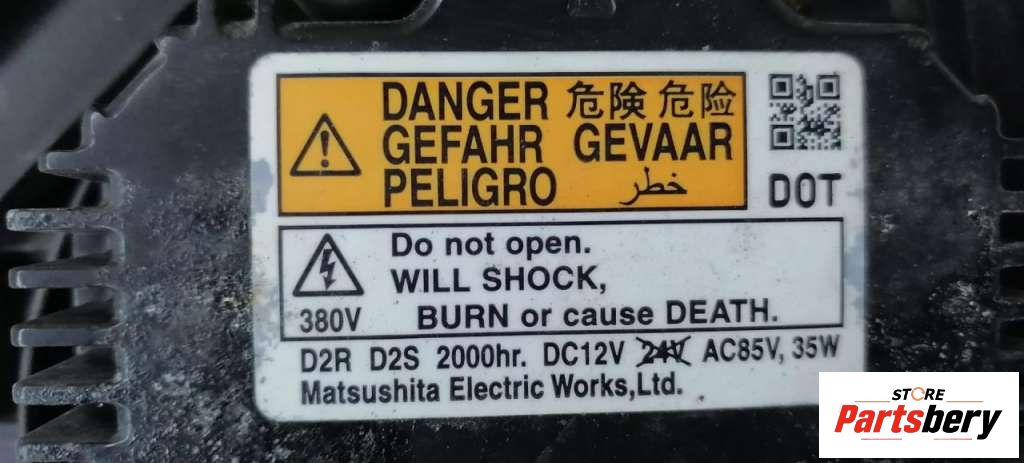 DANGER 危険 危险
GEFAHR GEVAAR
PELIGRO خطر
DOT
Do not open.
WILL SHOCK,
380V BURN or cause DEATH.
D2R D2S 2000hr. DC12V 24V AC85V, 35W
Matsushita Electric Works,Ltd.
STORE
Partsbery